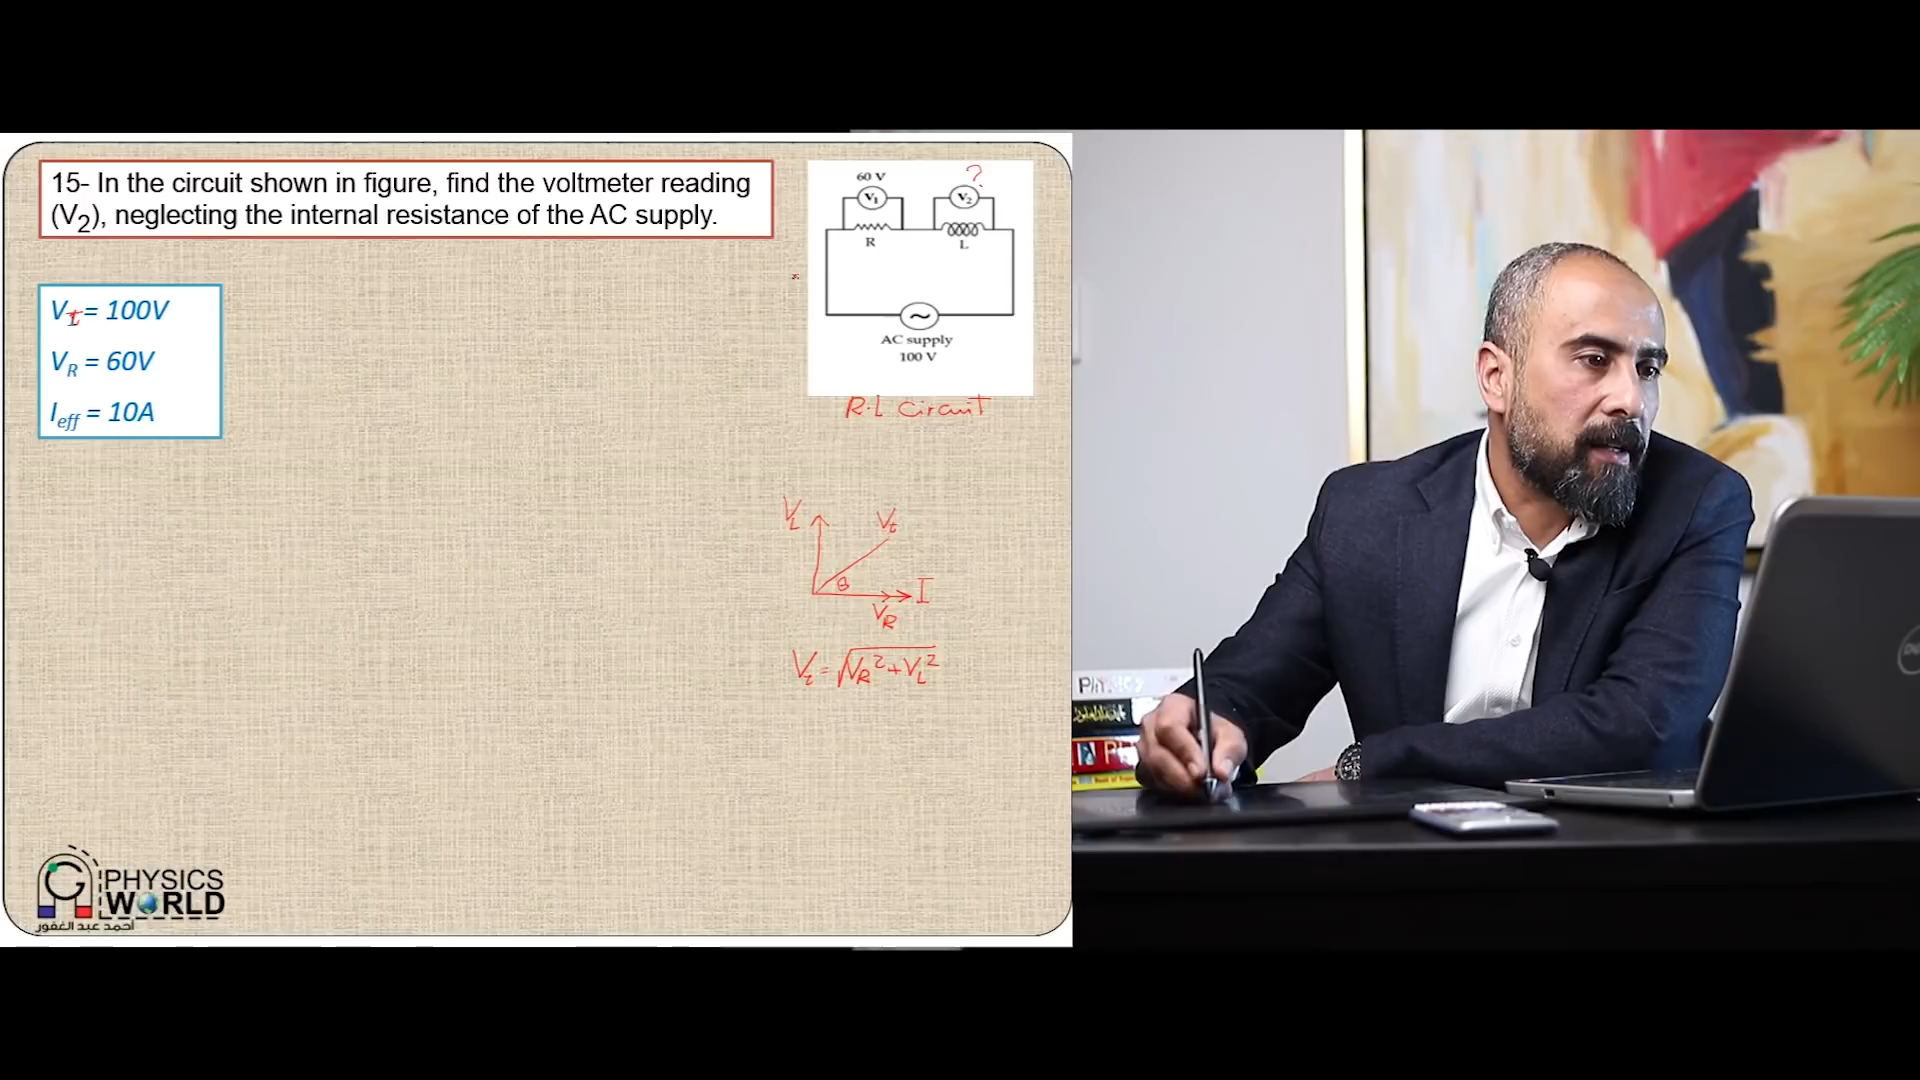 15- In the circuit shown in figure, find the voltmeter reading
(V2), neglecting the internal resistance of the AC supply.
60 V
?
V1
V2
R
L
AC supply
100 V
R.L circuit
Vt = 100V
VR = 60V
Ieff = 10A
VL
Vt
θ
I
VR
Vt = √VR² + VL²
PHYSICS
WORLD
أحمد عبد الغفور